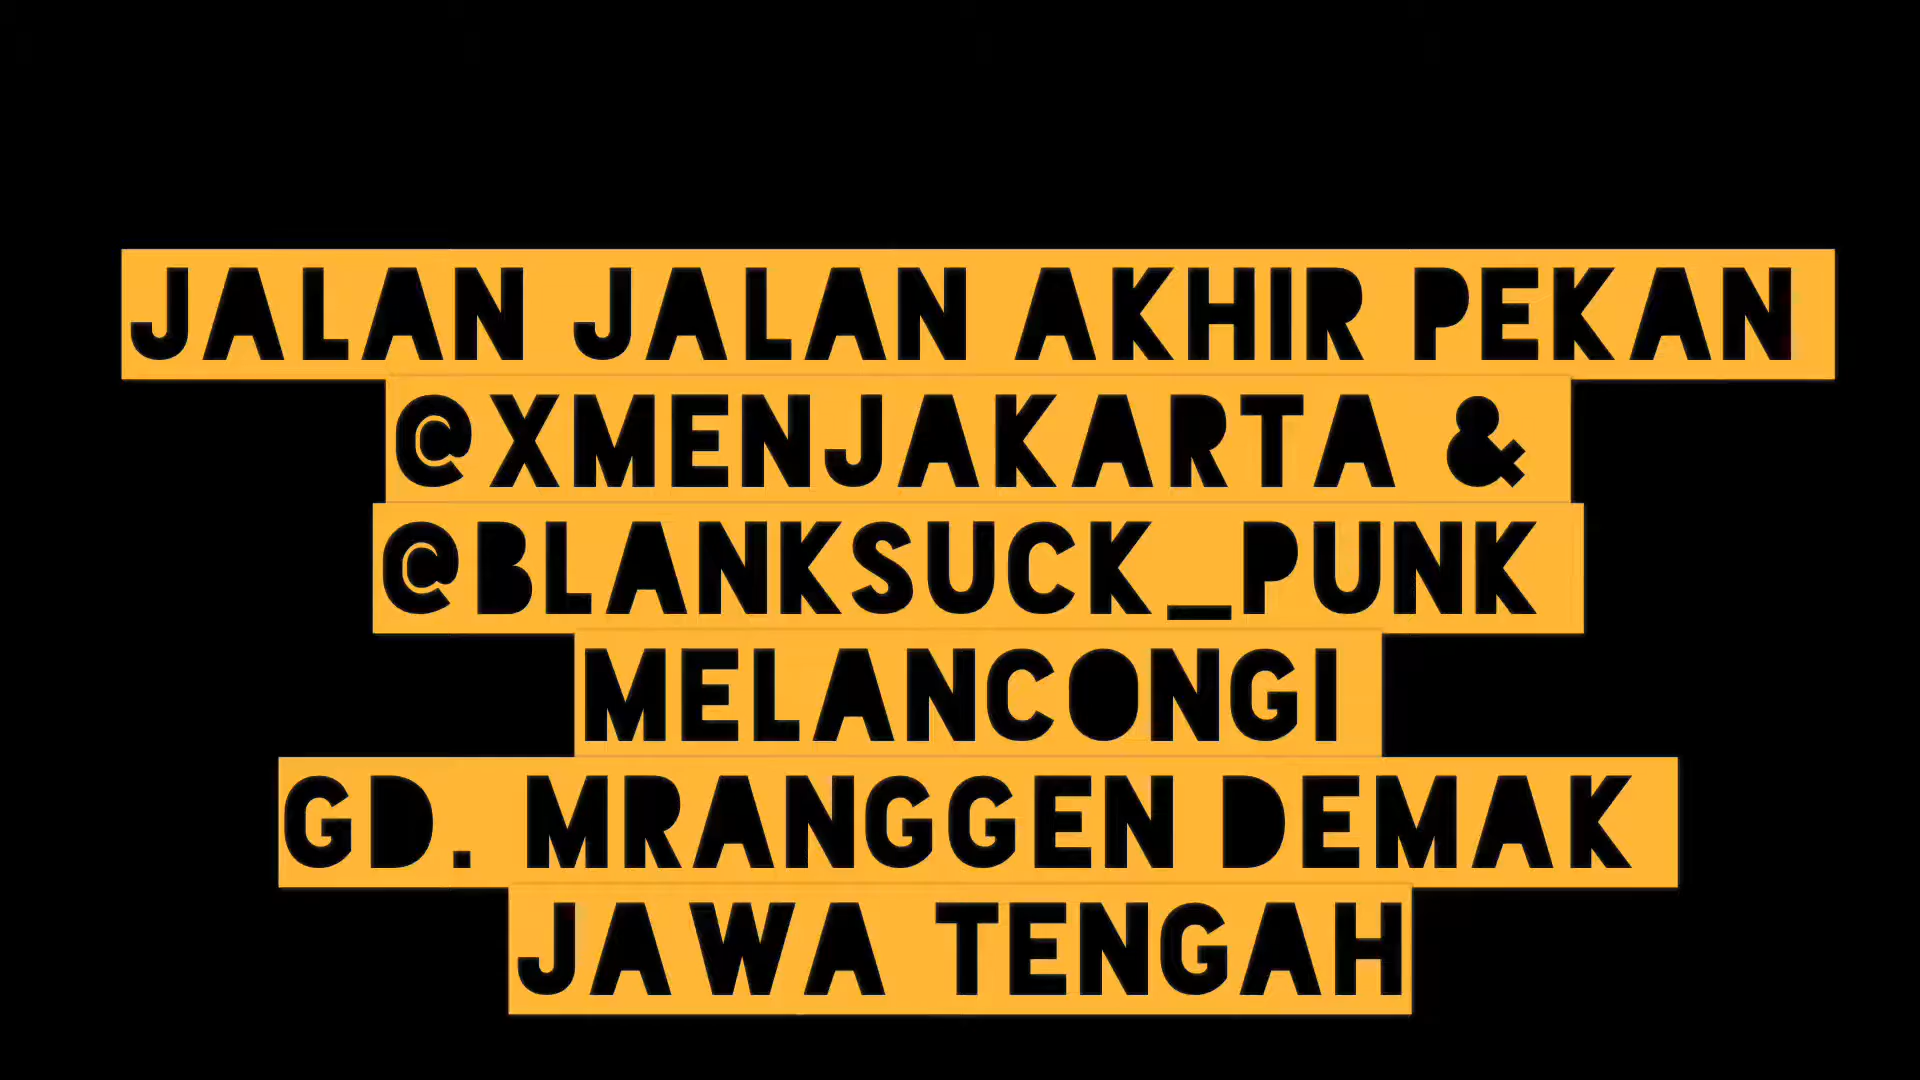 JALAN JALAN AKHIR PEKAN
@XMENJAKARTA &
@BLANKSUCK_PUNK
MELANCONGI
GD. MRANGGEN DEMAK
JAWA TENGAH